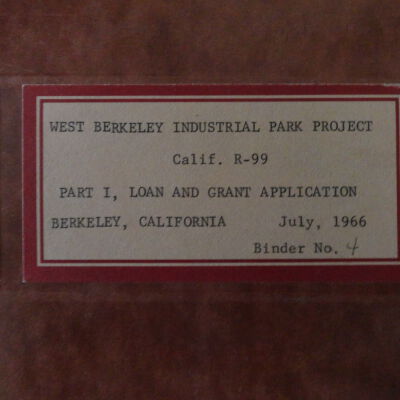 WEST BERKELEY INDUSTRIAL PARK PROJECT
Calif. R-99
PART I, LOAN AND GRANT APPLICATION
BERKELEY, CALIFORNIA July, 1966
Binder No. 4